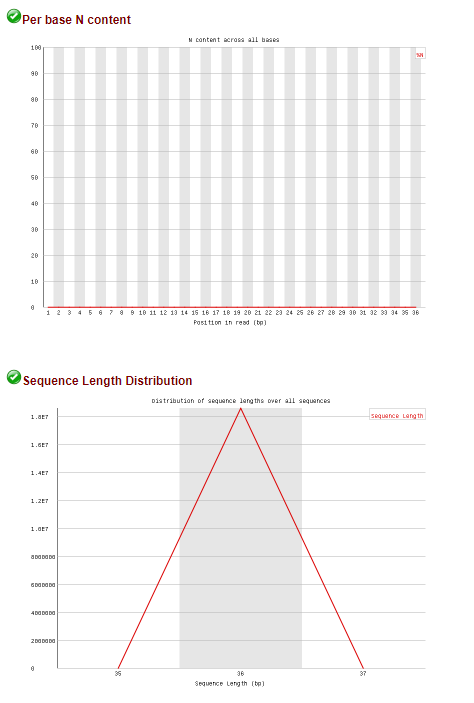 Per base N content
N content across all bases
%N
100
90
80
70
60
50
40
30
20
10
0
1 2 3 4 5 6 7 8 9 10 11 12 13 14 15 16 17 18 19 20 21 22 23 24 25 26 27 28 29 30 31 32 33 34 35 36
Position in read (bp)
Sequence Length Distribution
Distribution of sequence lengths over all sequences
Sequence Length
1.8E7
1.6E7
1.4E7
1.2E7
1.0E7
8000000
6000000
4000000
2000000
0
35 36 37
Sequence Length (bp)